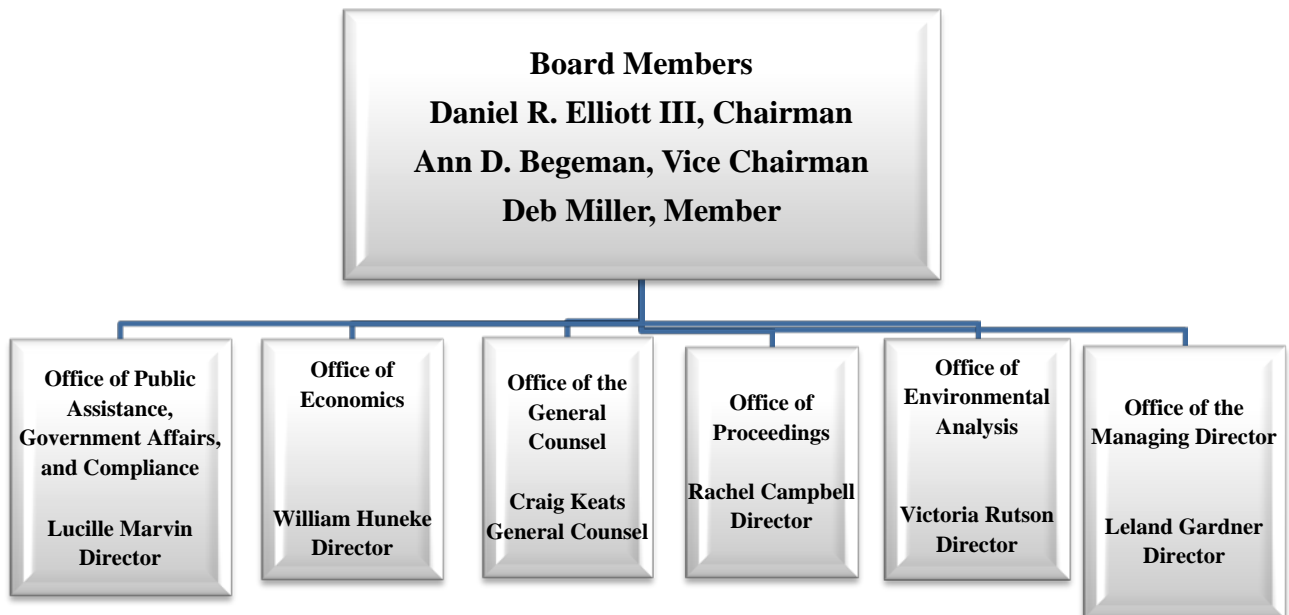 Board Members
Daniel R. Elliott III, Chairman
Ann D. Begeman, Vice Chairman
Deb Miller, Member
Office of Public
Assistance,
Government Affairs,
and Compliance
Lucille Marvin
Director
Office of
Economics
William Huneke
Director
Office of the
General
Counsel
Craig Keats
General Counsel
Office of
Proceedings
Rachel Campbell
Director
Office of
Environmental
Analysis
Victoria Rutson
Director
Office of the
Managing Director
Leland Gardner
Director